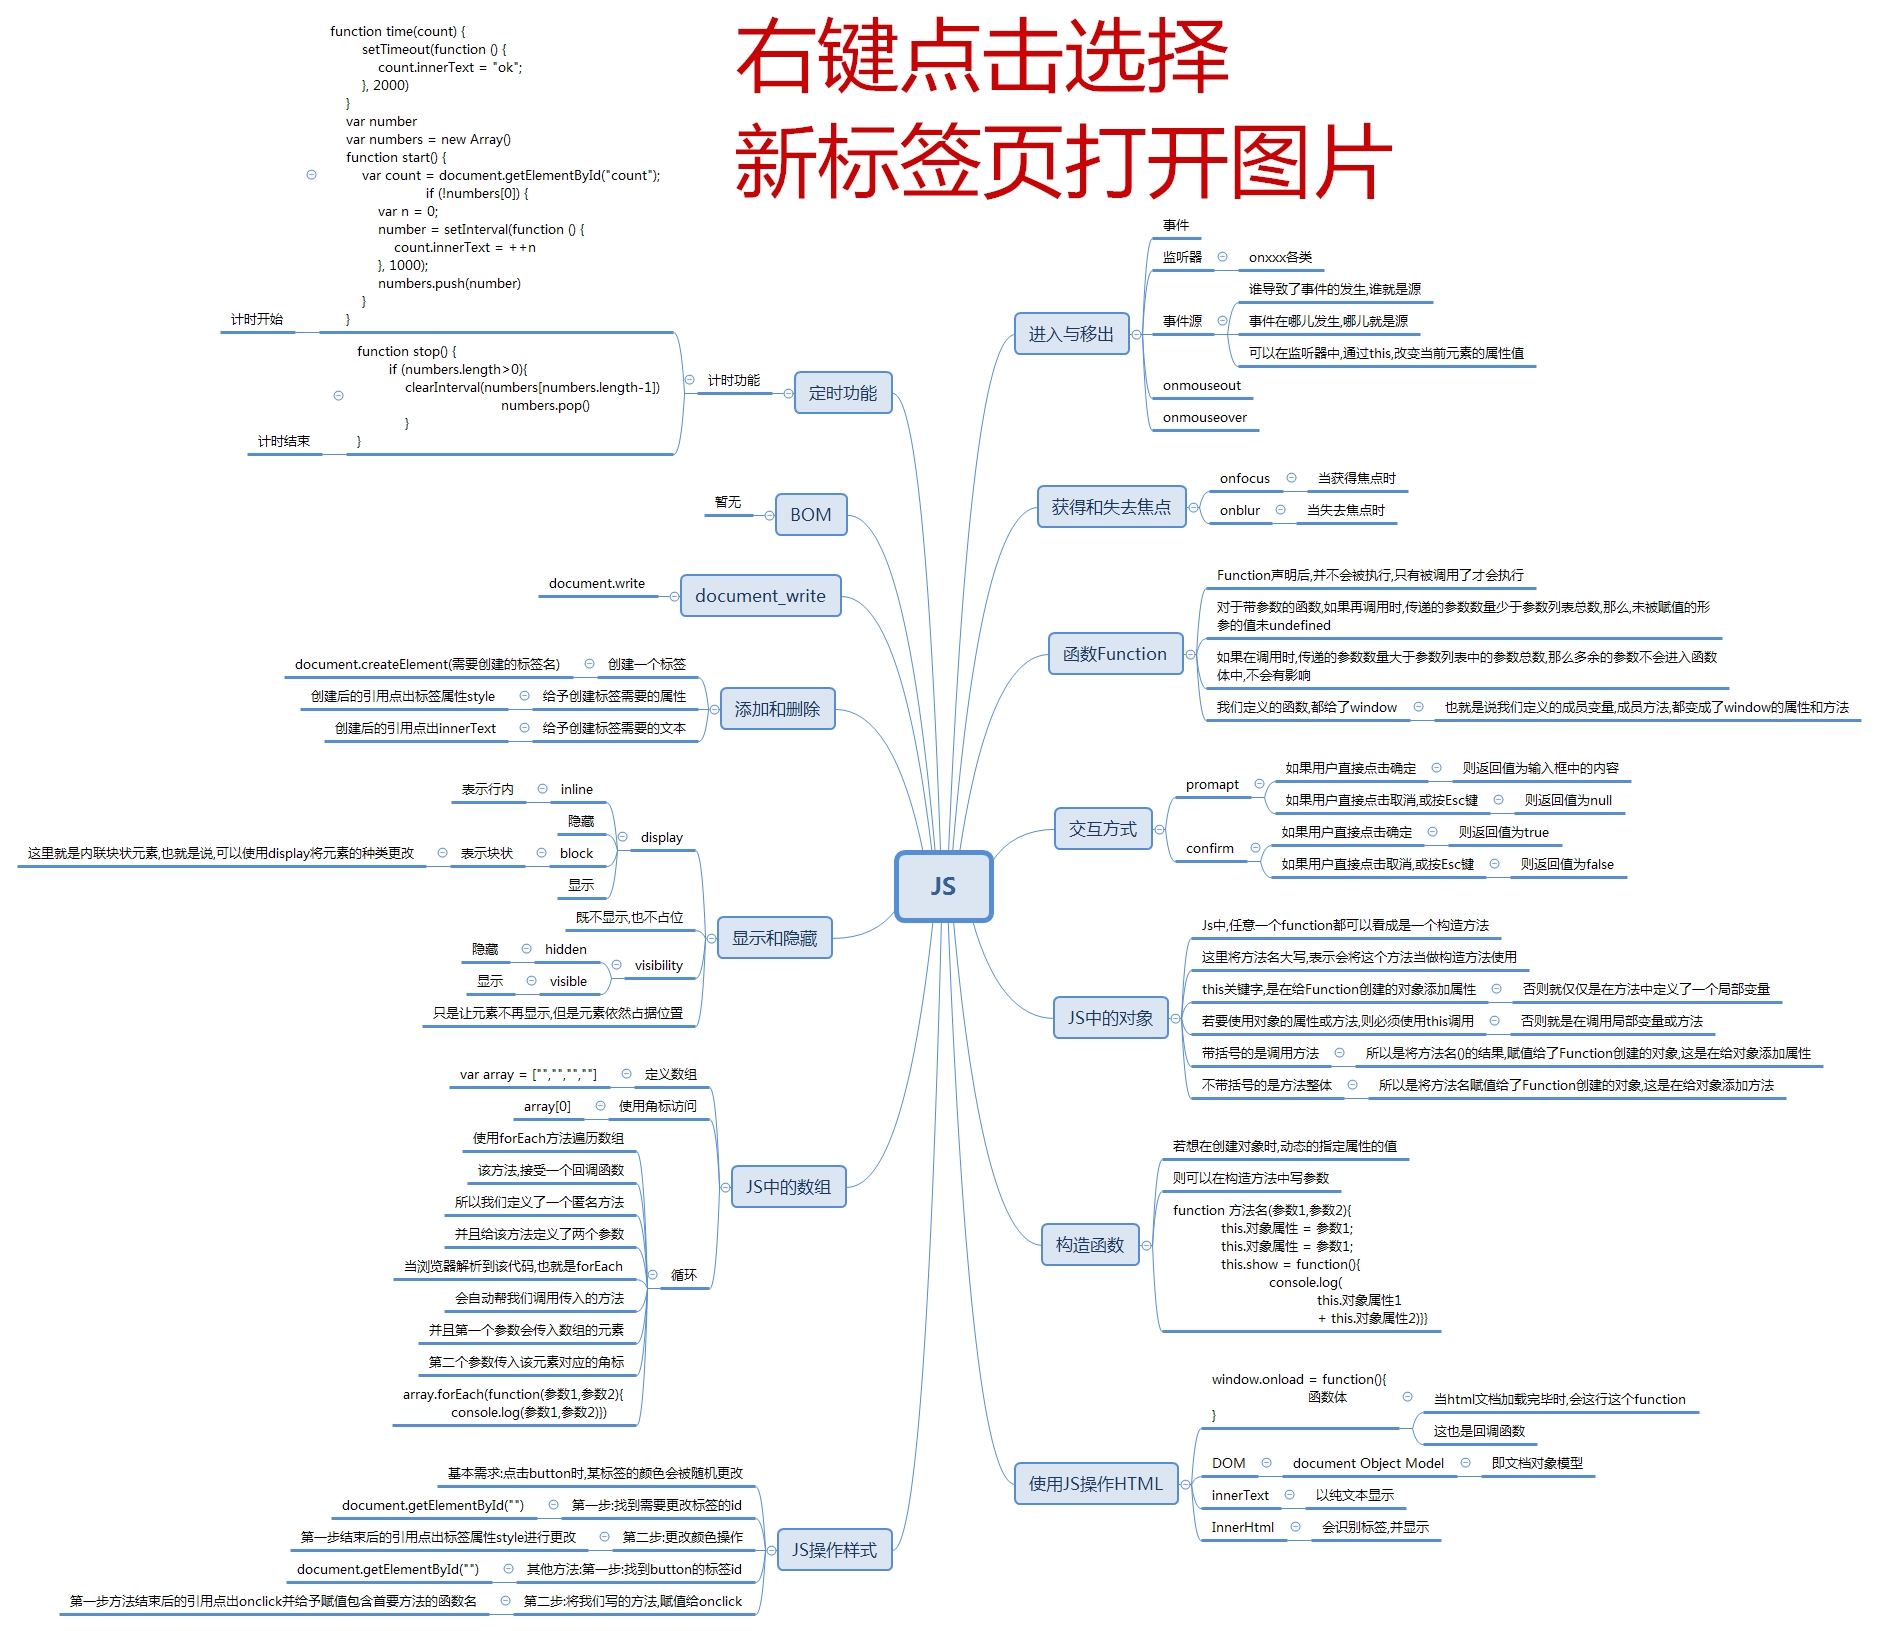 右键点击选择
新标签页打开图片
JS
进入与移出
事件
监听器
onxxx各类
事件源
谁导致了事件的发生,谁就是源
事件在哪儿发生,哪儿就是源
可以在监听器中,通过this,改变当前元素的属性值
onmouseout
onmouseover
获得和失去焦点
onfocus
当获得焦点时
onblur
当失去焦点时
函数Function
Function声明后,并不会被执行,只有被调用了才会执行
对于带参数的函数,如果再调用时,传递的参数数量少于参数列表总数,那么,未被赋值的形
参的值未undefined
如果在调用时,传递的参数数量大于参数列表中的参数总数,那么多余的参数不会进入函数
体中,不会有影响
我们定义的函数,都给了window
也就是说我们定义的成员变量,成员方法,都变成了window的属性和方法
交互方式
promapt
如果用户直接点击确定
则返回值为输入框中的内容
如果用户直接点击取消,或按Esc键
则返回值为null
confirm
如果用户直接点击确定
则返回值为true
如果用户直接点击取消,或按Esc键
则返回值为false
JS中的对象
Js中,任意一个function都可以看成是一个构造方法
这里将方法名大写,表示会将这个方法当做构造方法使用
this关键字,是在给Function创建的对象添加属性
否则就仅仅是在方法中定义了一个局部变量
若要使用对象的属性或方法,则必须使用this调用
否则就是在调用局部变量或方法
带括号的是调用方法
所以是将方法名()的结果,赋值给了Function创建的对象,这是在给对象添加属性
不带括号的是方法整体
所以是将方法名赋值给了Function创建的对象,这是在给对象添加方法
构造函数
若想在创建对象时,动态的指定属性的值
则可以在构造方法中写参数
function 方法名(参数1,参数2){
this.对象属性 = 参数1;
this.对象属性 = 参数1;
this.show = function(){
console.log(
this.对象属性1
+ this.对象属性2)}}
使用JS操作HTML
window.onload = function(){
函数体
}
当html文档加载完毕时,会这行这个function
这也是回调函数
DOM
document Object Model
即文档对象模型
innerText
以纯文本显示
InnerHtml
会识别标签,并显示
定时功能
计时功能
计时开始
function time(count) {
setTimeout(function () {
count.innerText = "ok";
}, 2000)
}
var number
var numbers = new Array()
function start() {
var count = document.getElementById("count");
if (!numbers[0]) {
var n = 0;
number = setInterval(function () {
count.innerText = ++n
}, 1000);
numbers.push(number)
}
}
计时结束
function stop() {
if (numbers.length>0){
clearInterval(numbers[numbers.length-1])
numbers.pop()
}
}
BOM
暂无
document_write
document.write
添加和删除
创建一个标签
document.createElement(需要创建的标签名)
给予创建标签需要的属性
创建后的引用点出标签属性style
给予创建标签需要的文本
创建后的引用点出innerText
显示和隐藏
display
inline
表示行内
隐藏
block
表示块状
这里就是内联块状元素,也就是说,可以使用display将元素的种类更改
显示
既不显示,也不占位
visibility
hidden
隐藏
visible
显示
只是让元素不再显示,但是元素依然占据位置
JS中的数组
定义数组
var array = ["","","",""]
使用角标访问
array[0]
循环
使用forEach方法遍历数组
该方法,接受一个回调函数
所以我们定义了一个匿名方法
并且给该方法定义了两个参数
当浏览器解析到该代码,也就是forEach
会自动帮我们调用传入的方法
并且第一个参数会传入数组的元素
第二个参数传入该元素对应的角标
array.forEach(function(参数1,参数2){
console.log(参数1,参数2)})
JS操作样式
基本需求:点击button时,某标签的颜色会被随机更改
第一步:找到需要更改标签的id
document.getElementById("")
第二步:更改颜色操作
第一步结束后的引用点出标签属性style进行更改
其他方法:第一步:找到button的标签id
document.getElementById("")
第二步:将我们写的方法,赋值给onclick
第一步方法结束后的引用点出onclick并给予赋值包含首要方法的函数名